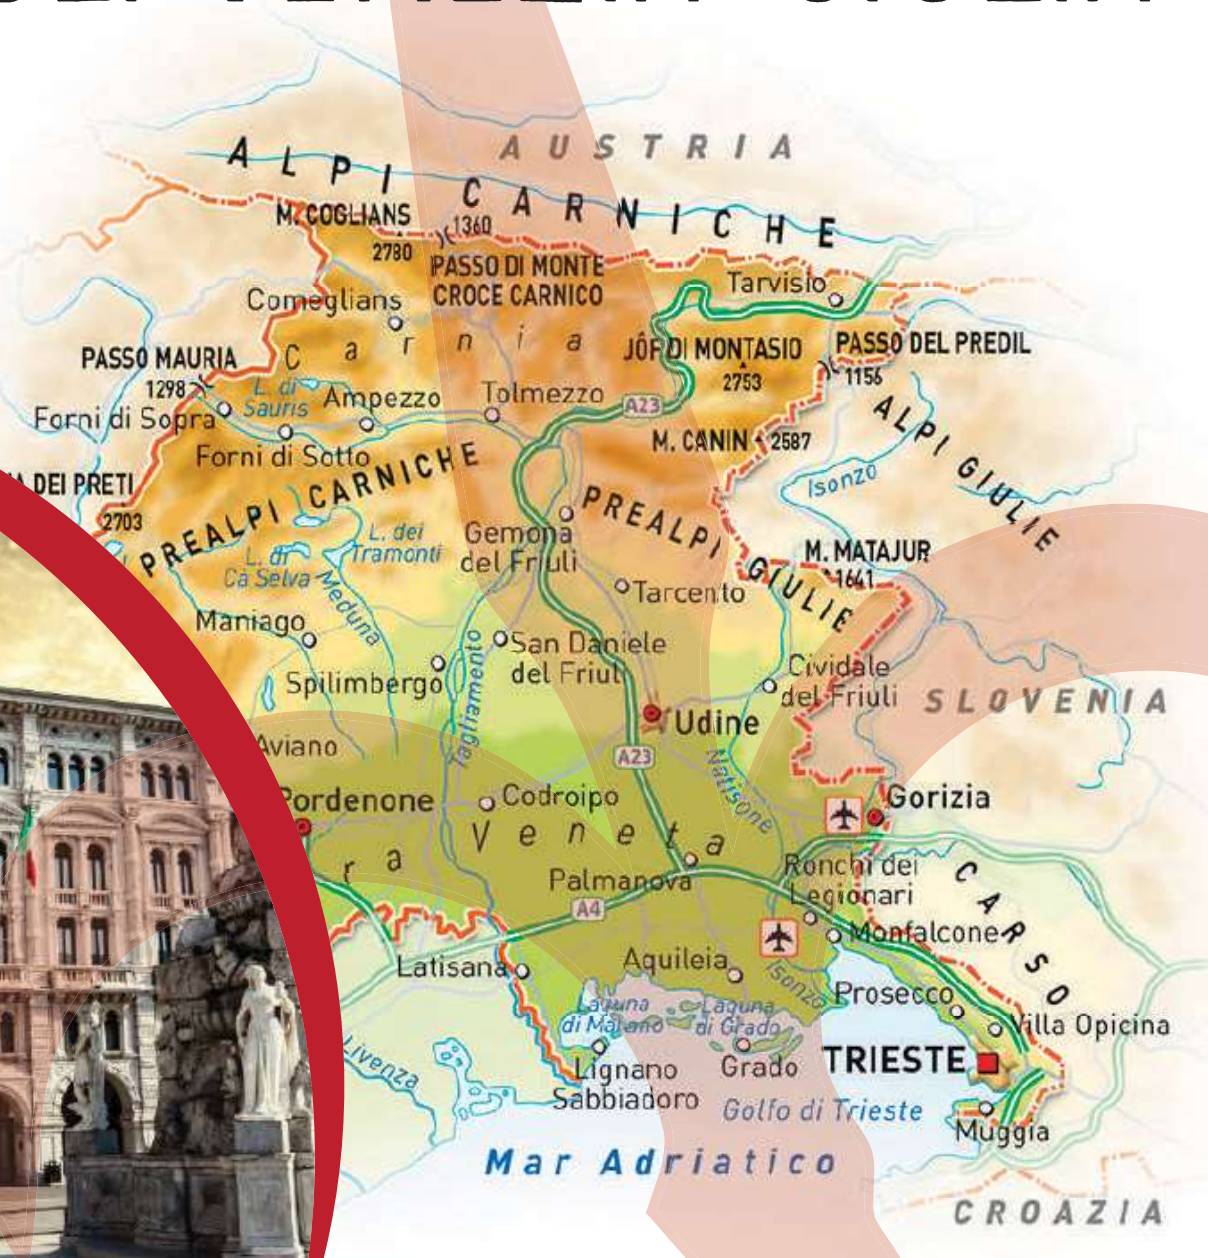 AUSTRIA
ALPI CARNICHE
M. COGLIANS
2780
1360
PASSO DI MONTE
CROCE CARNICO
Tarvisio
Comeglians
Carnia
JÔF DI MONTASIO
2753
PASSO DEL PREDIL
1156
PASSO MAURIA
1298
L. di
Sauris
Ampezzo
Tolmezzo
A23
Forni di Sopra
Forni di Sotto
M. CANIN
2587
ALPI GIULIE
Isonzo
DEI PRETI
2703
PREALPI CARNICHE
PREALPI GIULIE
L. dei
Tramonti
L. di
Cà Selva
Meduna
Gemona
del Friuli
M. MATAJUR
1641
Tarcento
Maniago
San Daniele
del Friuli
Spilimbergo
Tagliamento
Cividale
del Friuli
SLOVENIA
Udine
Aviano
A23
Natisone
Pordenone
Codroipo
Gorizia
ra Veneta
Palmanova
Ronchi dei
Legionari
CARSO
A4
Monfalcone
Latisana
Aquileia
Isonzo
Prosecco
Laguna
di Marano
Laguna
di Grado
Villa Opicina
Livenza
Lignano
Sabbiadoro
Grado
TRIESTE
Golfo di Trieste
Muggia
Mar Adriatico
CROAZIA